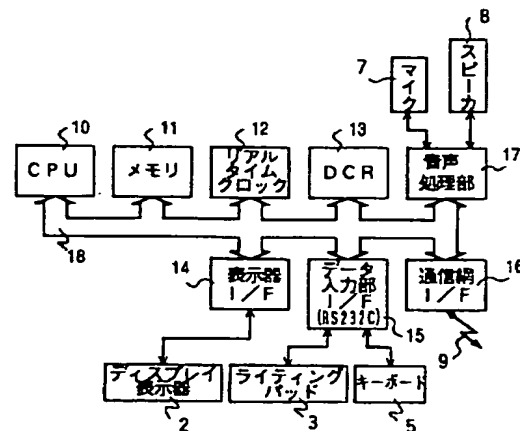 8
スピーカ
7
マイク
10
CPU
11
メモリ
12
リアル
タイム
クロック
13
DCR
音声
処理部
17
18
14
表示器
I/F
データ
入力部
I/F
(RS232C)
15
通信網
I/F
16
9
ディスプレイ
表示器
2
ライティング
パッド
3
キーボード
5